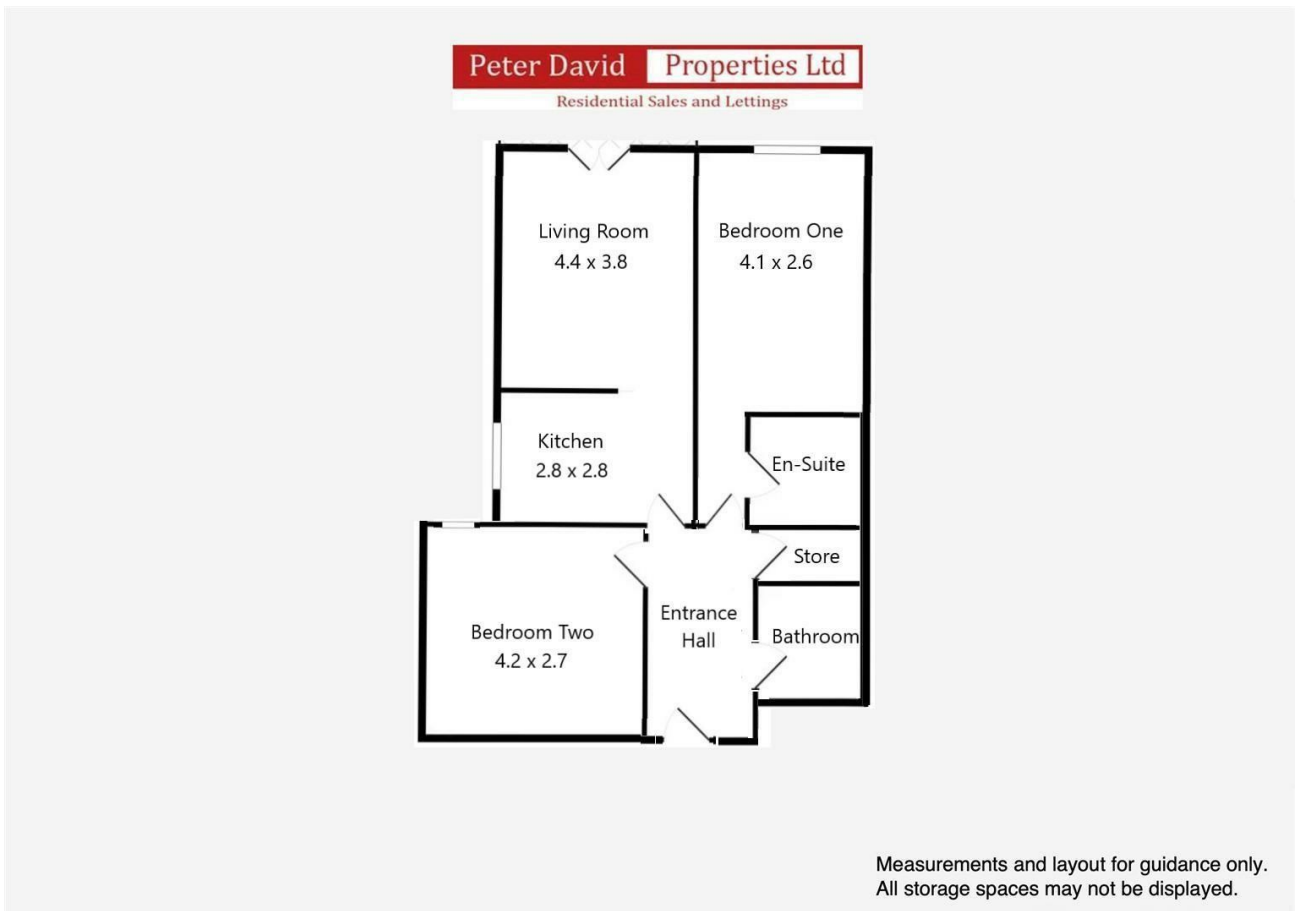 Peter David Properties Ltd
Residential Sales and Lettings
Living Room
4.4 x 3.8
Bedroom One
4.1 x 2.6
Kitchen
2.8 x 2.8
En-Suite
Store
Entrance
Hall
Bathroom
Bedroom Two
4.2 x 2.7
Measurements and layout for guidance only.
All storage spaces may not be displayed.